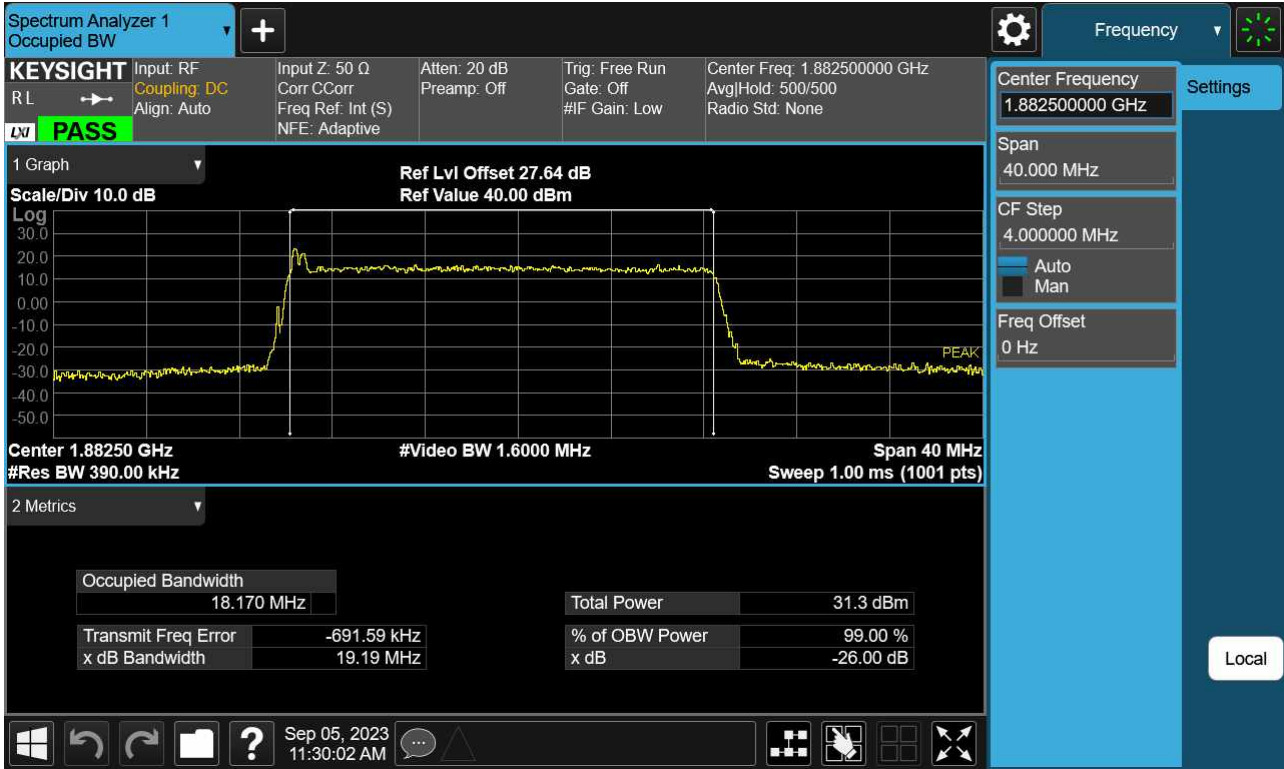 Spectrum Analyzer 1
Occupied BW
Frequency
KEYSIGHT
R L
LXI
PASS
Input: RF
Coupling: DC
Align: Auto
Input Z: 50 Ω
Corr CCorr
Freq Ref: Int (S)
NFE: Adaptive
Atten: 20 dB
Preamp: Off
Trig: Free Run
Gate: Off
#IF Gain: Low
Center Freq: 1.882500000 GHz
Avg|Hold: 500/500
Radio Std: None
Center Frequency
1.882500000 GHz
Settings
Span
40.000 MHz
CF Step
4.000000 MHz
Auto
Man
Freq Offset
0 Hz
Local
1 Graph
Ref Lvl Offset 27.64 dB
Scale/Div 10.0 dB
Ref Value 40.00 dBm
Log
30.0
20.0
10.0
0.00
-10.0
-20.0
-30.0
-40.0
-50.0
PEAK
Center 1.88250 GHz
#Video BW 1.6000 MHz
Span 40 MHz
#Res BW 390.00 kHz
Sweep 1.00 ms (1001 pts)
2 Metrics
Occupied Bandwidth
18.170 MHz
Total Power 31.3 dBm
Transmit Freq Error -691.59 kHz
% of OBW Power 99.00 %
x dB Bandwidth 19.19 MHz
x dB -26.00 dB
?
Sep 05, 2023
11:30:02 AM